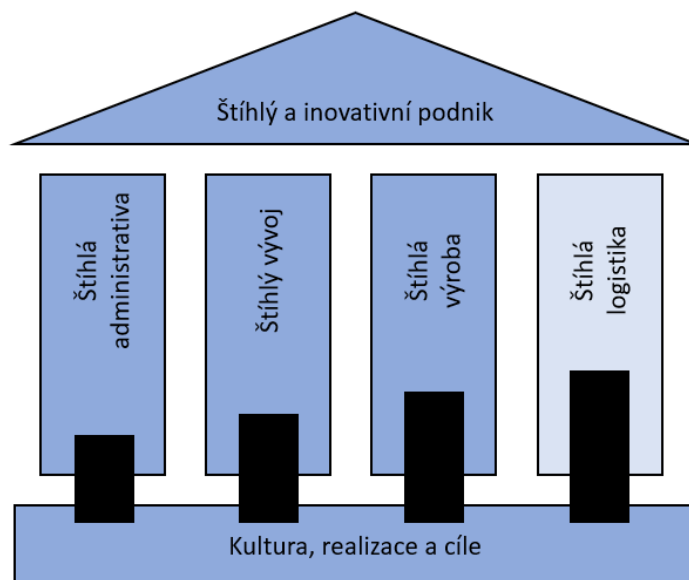 Štíhlý a inovativní podnik
Štíhlá
administrativa
Štíhlý vývoj
Štíhlá
výroba
Štíhlá
logistika
Kultura, realizace a cíle